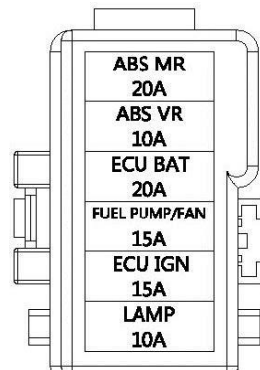 ABS MR
20A
ABS VR
10A
ECU BAT
20A
FUEL PUMP/FAN
15A
ECU IGN
15A
LAMP
10A